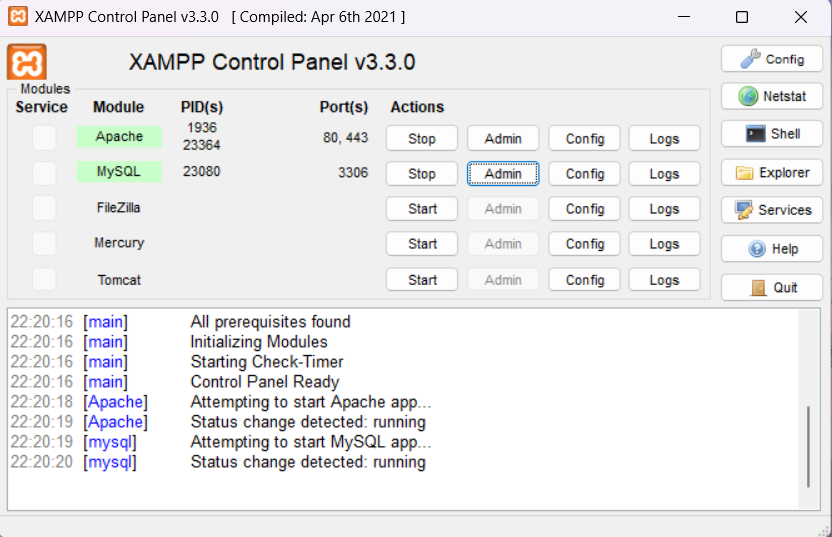 XAMPP Control Panel v3.3.0 [ Compiled: Apr 6th 2021 ]
XAMPP Control Panel v3.3.0
Config
Modules
Service Module PID(s) Port(s) Actions
Netstat
Apache 1936 23364 80, 443 Stop Admin Config Logs
Shell
MySQL 23080 3306 Stop Admin Config Logs
Explorer
FileZilla Start Admin Config Logs
Services
Mercury Start Admin Config Logs
Help
Tomcat Start Admin Config Logs
Quit
22:20:16 [main] All prerequisites found
22:20:16 [main] Initializing Modules
22:20:16 [main] Starting Check-Timer
22:20:16 [main] Control Panel Ready
22:20:18 [Apache] Attempting to start Apache app...
22:20:19 [Apache] Status change detected: running
22:20:19 [mysql] Attempting to start MySQL app...
22:20:20 [mysql] Status change detected: running